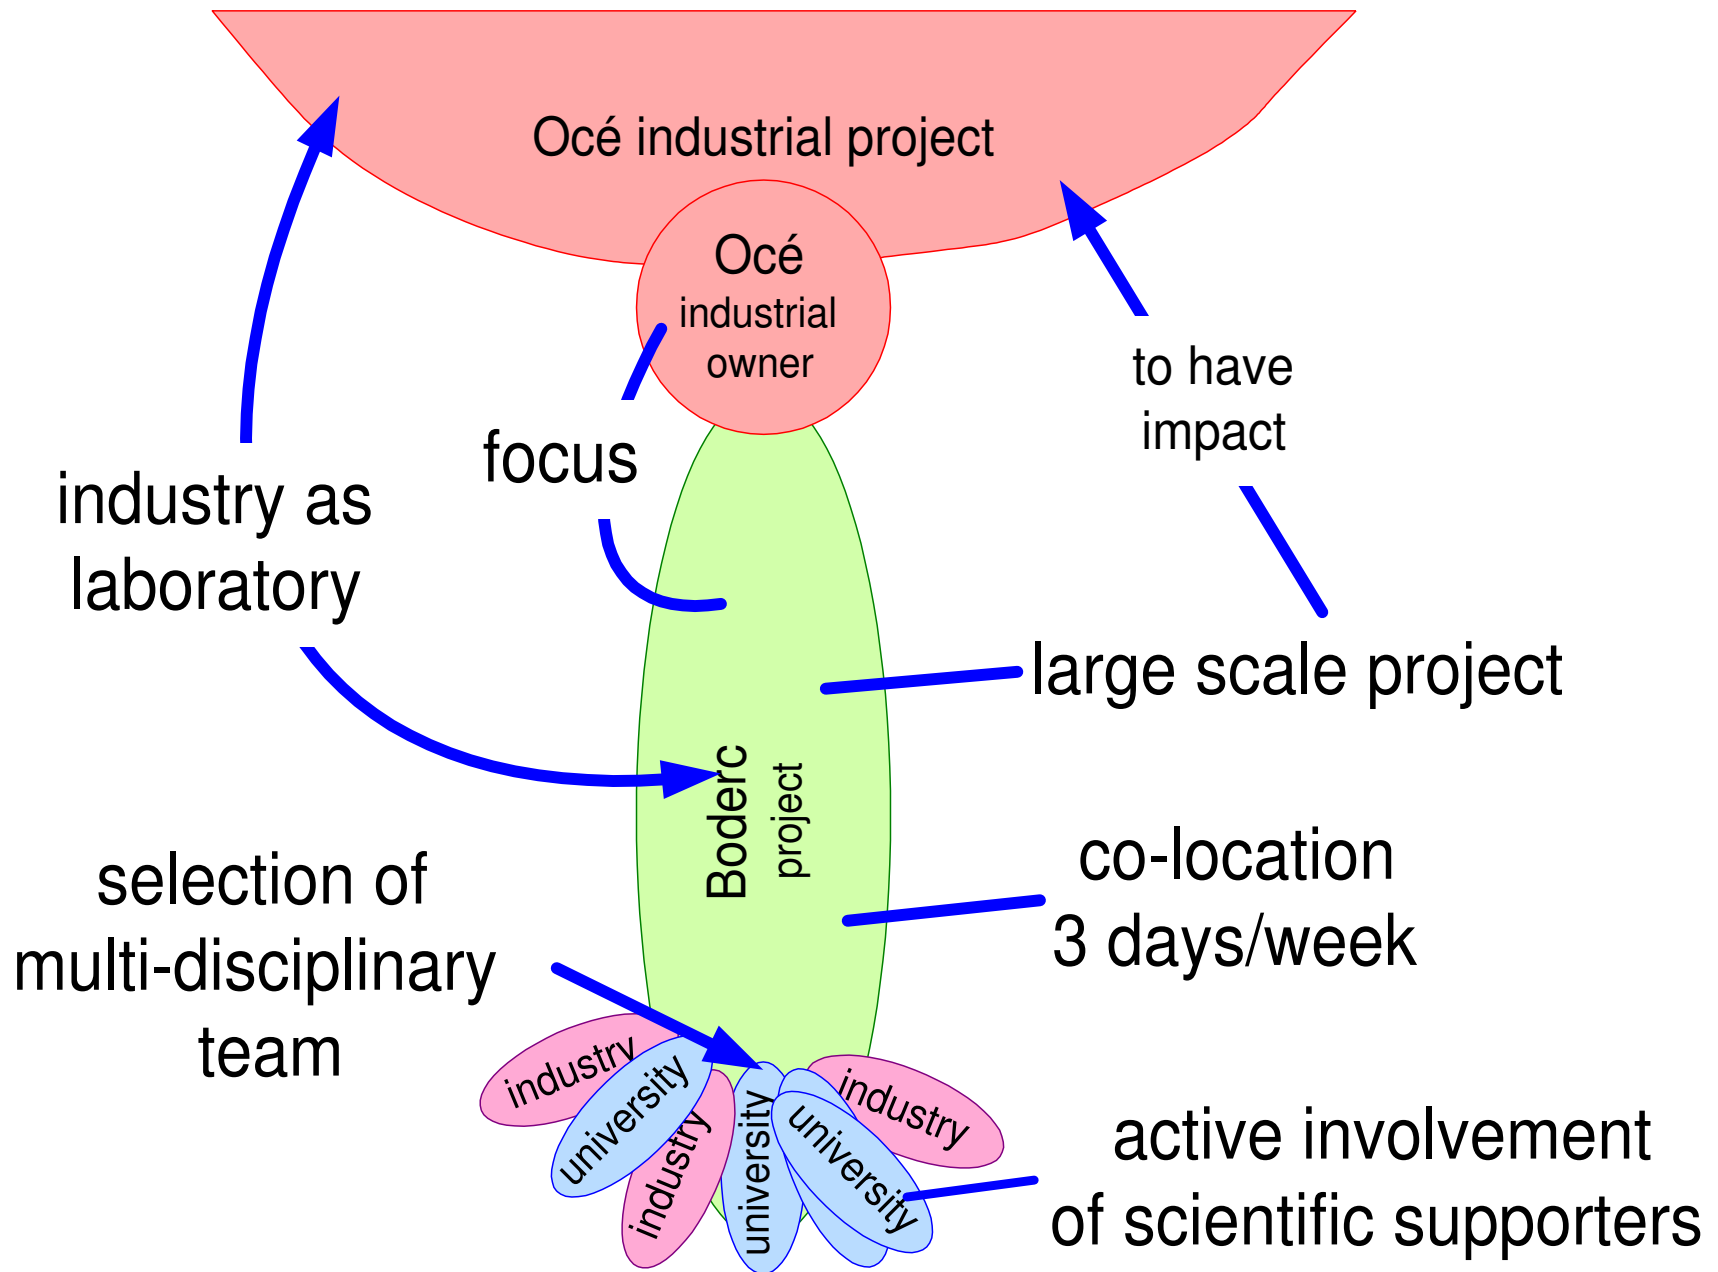 Océ industrial project
Océ
industrial
owner
to have
impact
focus
industry as
laboratory
large scale project
Boderc
project
co-location
3 days/week
selection of
multi-disciplinary
team
industry
university
industry
university
university
industry
active involvement
of scientific supporters